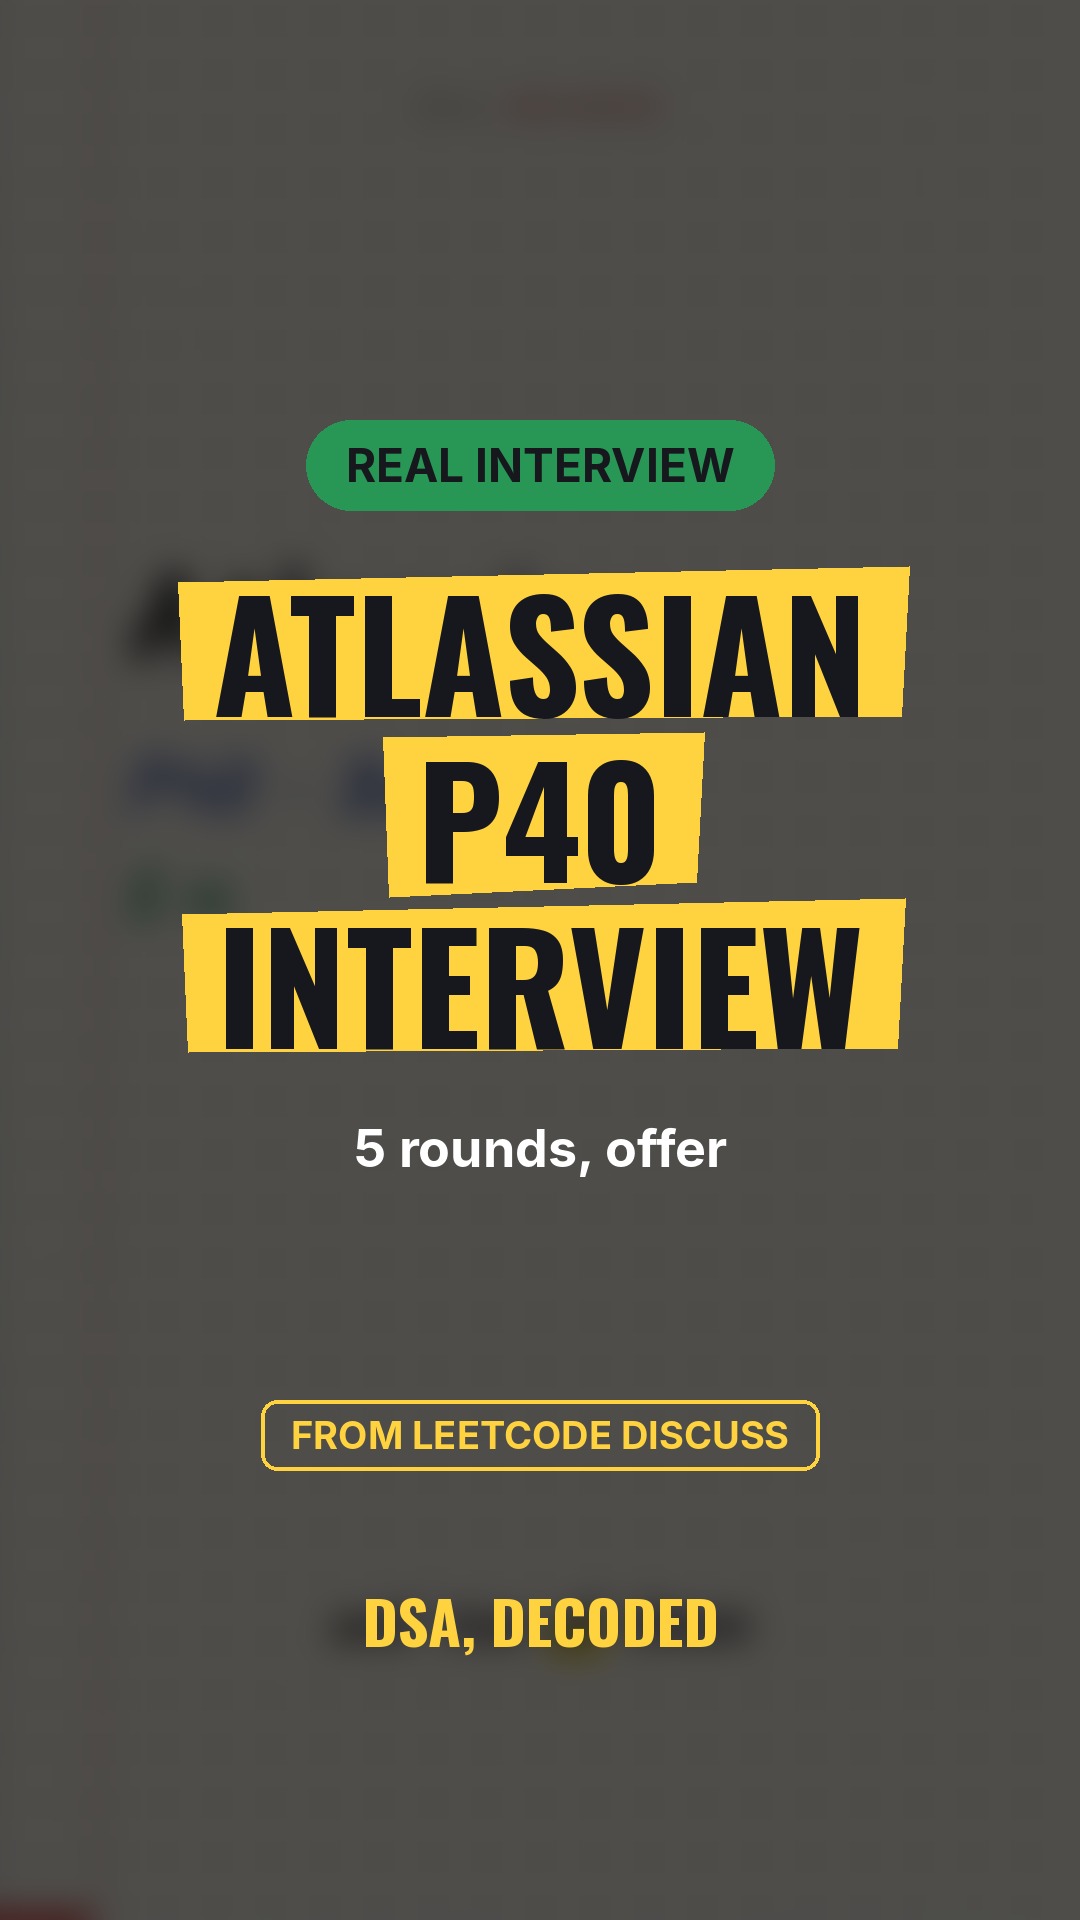 REAL INTERVIEW
ATLASSIAN
P40
INTERVIEW
5 rounds, offer
FROM LEETCODE DISCUSS
DSA, DECODED